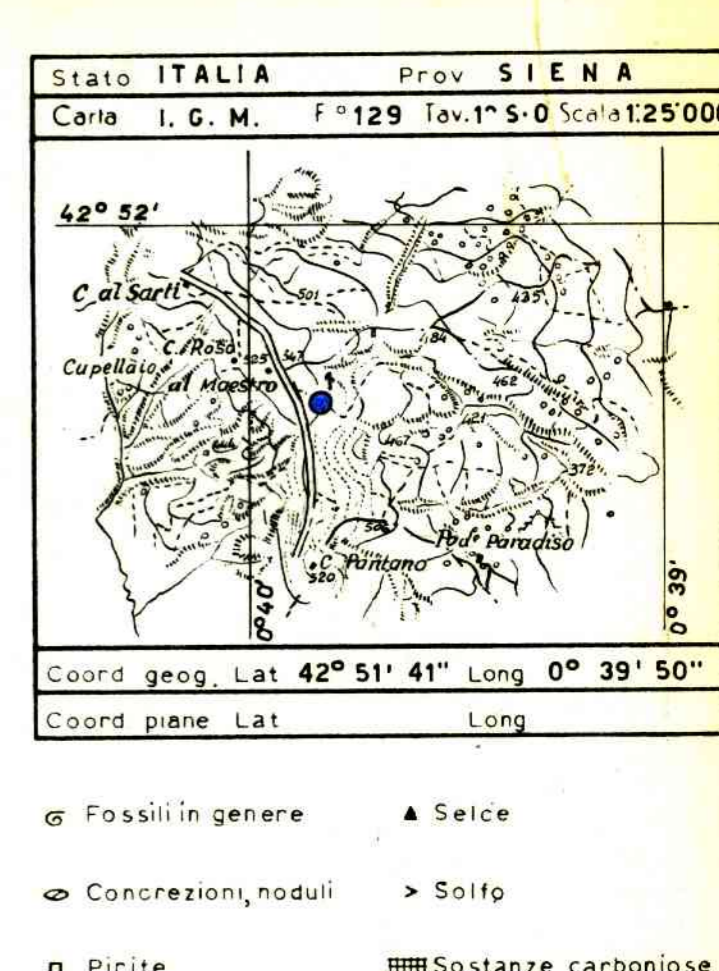 Stato ITALIA Prov SIENA
Carta I. G. M. F° 129 Tav. 1^ S·O Scala 1:25'000
42° 52'
C. al Sarti
501
435
C. Roso
525
547
84
Cupellaio
al Maestro
462
421
467
372
Pod. Paradiso
C. Pantano
520
0° 40'
0° 39'
Coord geog. Lat 42° 51' 41" Long 0° 39' 50"
Coord piane Lat Long
Fossili in genere
Selce
Concrezioni, noduli
Solfo
Pirite
Sostanze carboniose